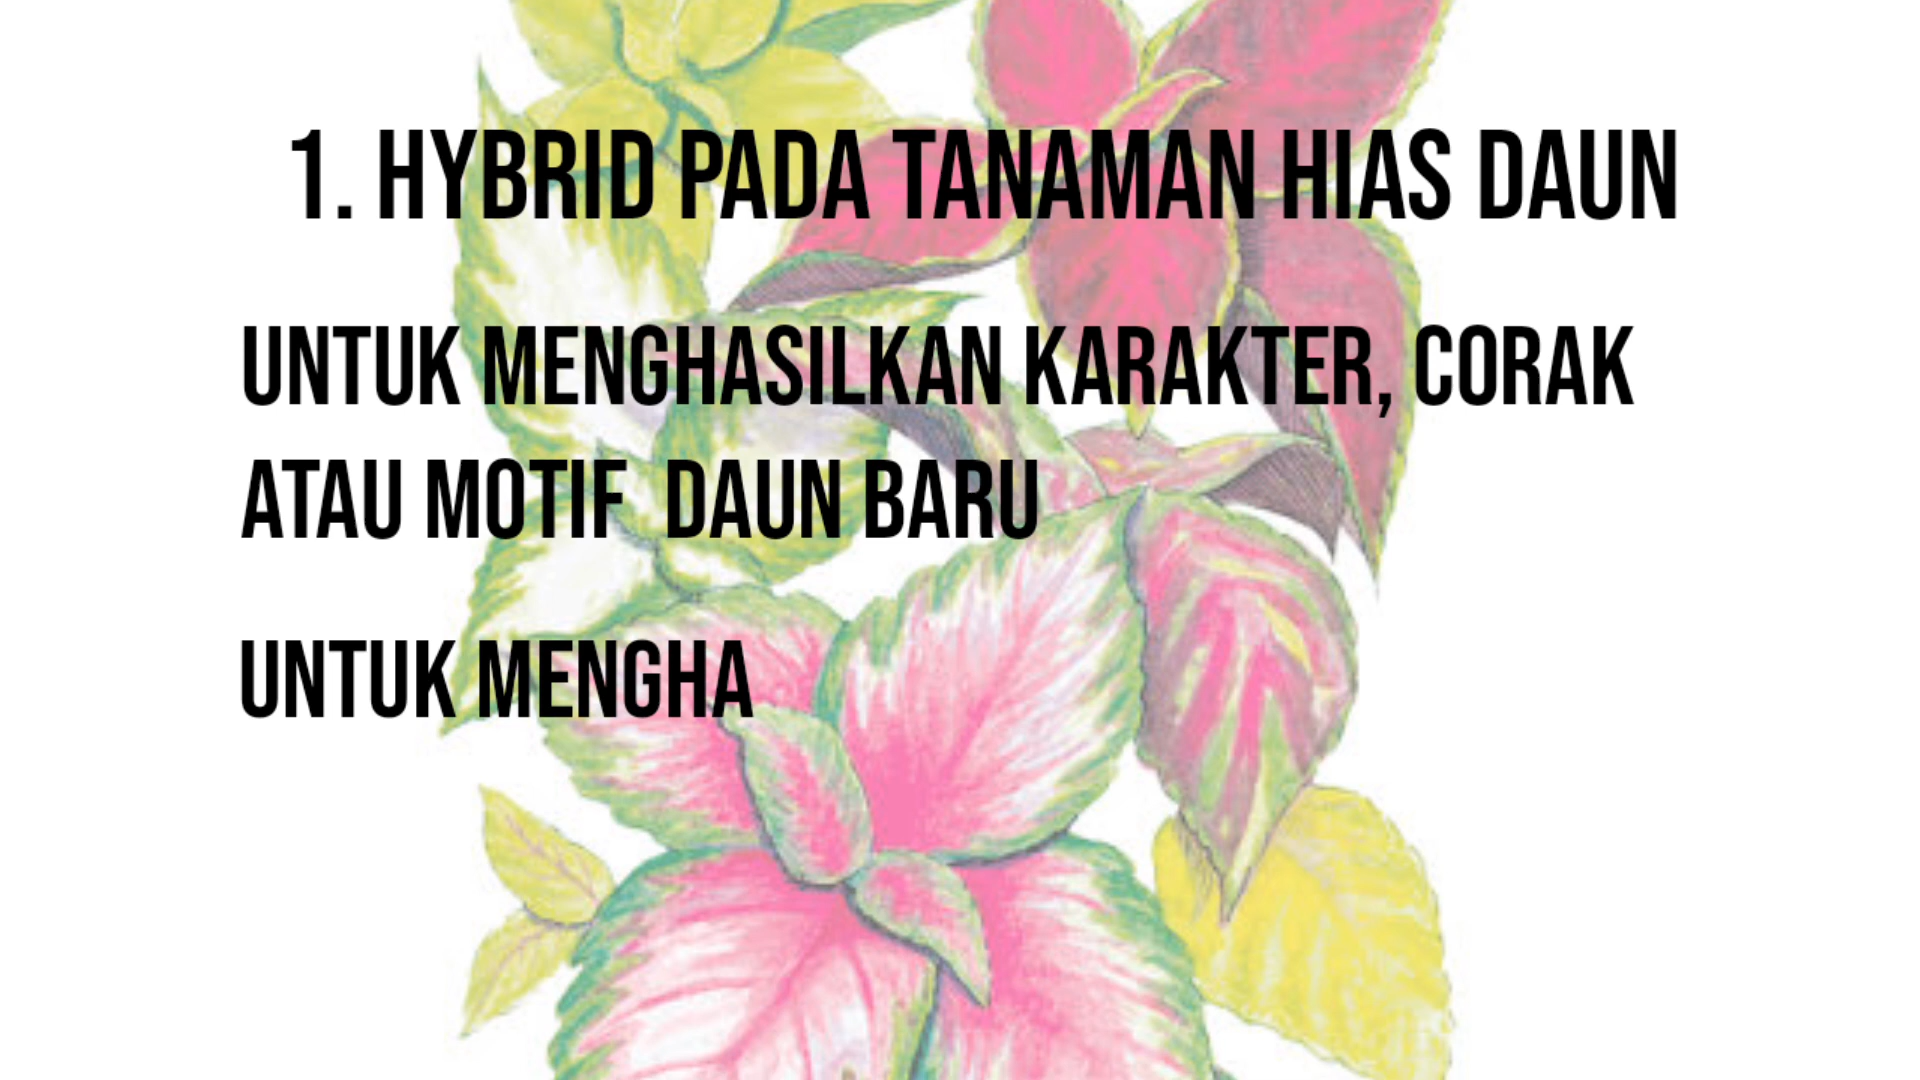 1. HYBRID PADA TANAMAN HIAS DAUN
UNTUK MENGHASILKAN KARAKTER, CORAK
ATAU MOTIF DAUN BARU
UNTUK MENGHA